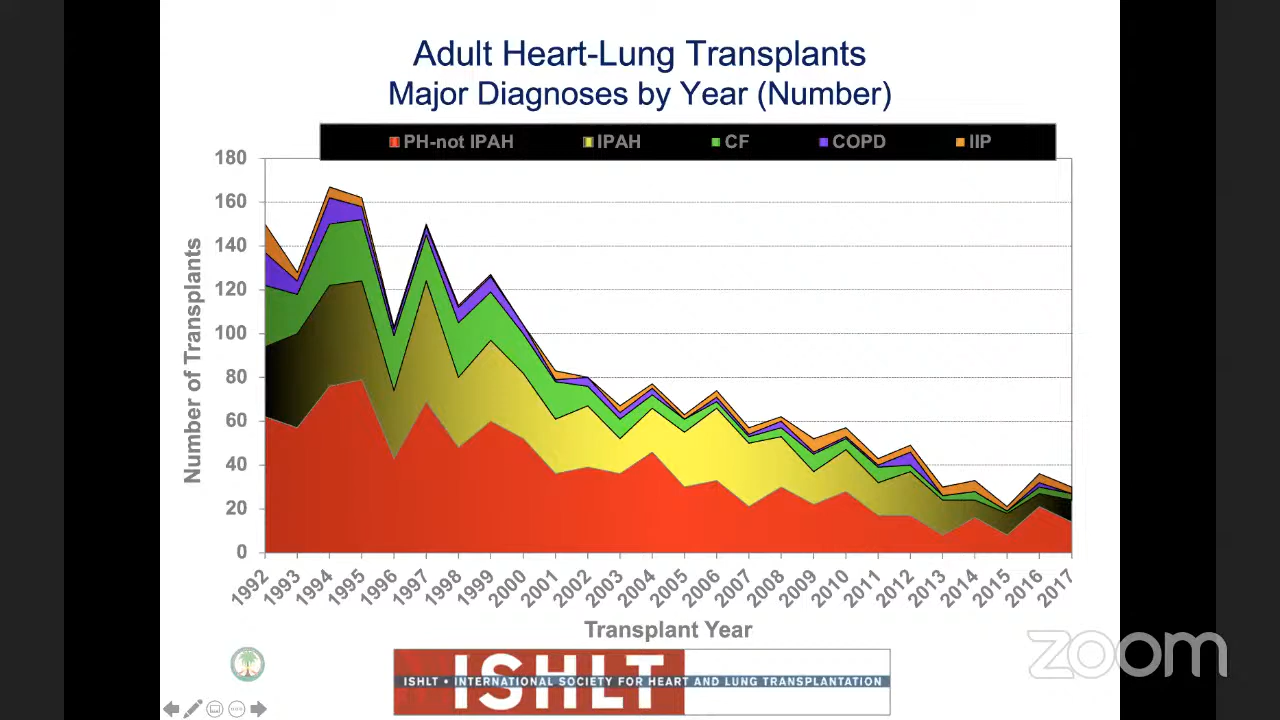 Adult Heart-Lung Transplants
Major Diagnoses by Year (Number)
PH-not IPAH IPAH CF COPD IIP
180
160
140
120
100
80
60
40
20
0
Number of Transplants
1992 1993 1994 1995 1996 1997 1998 1999 2000 2001 2002 2003 2004 2005 2006 2007 2008 2009 2010 2011 2012 2013 2014 2015 2016 2017
Transplant Year
ISHLT
ISHLT • INTERNATIONAL SOCIETY FOR HEART AND LUNG TRANSPLANTATION
zoom